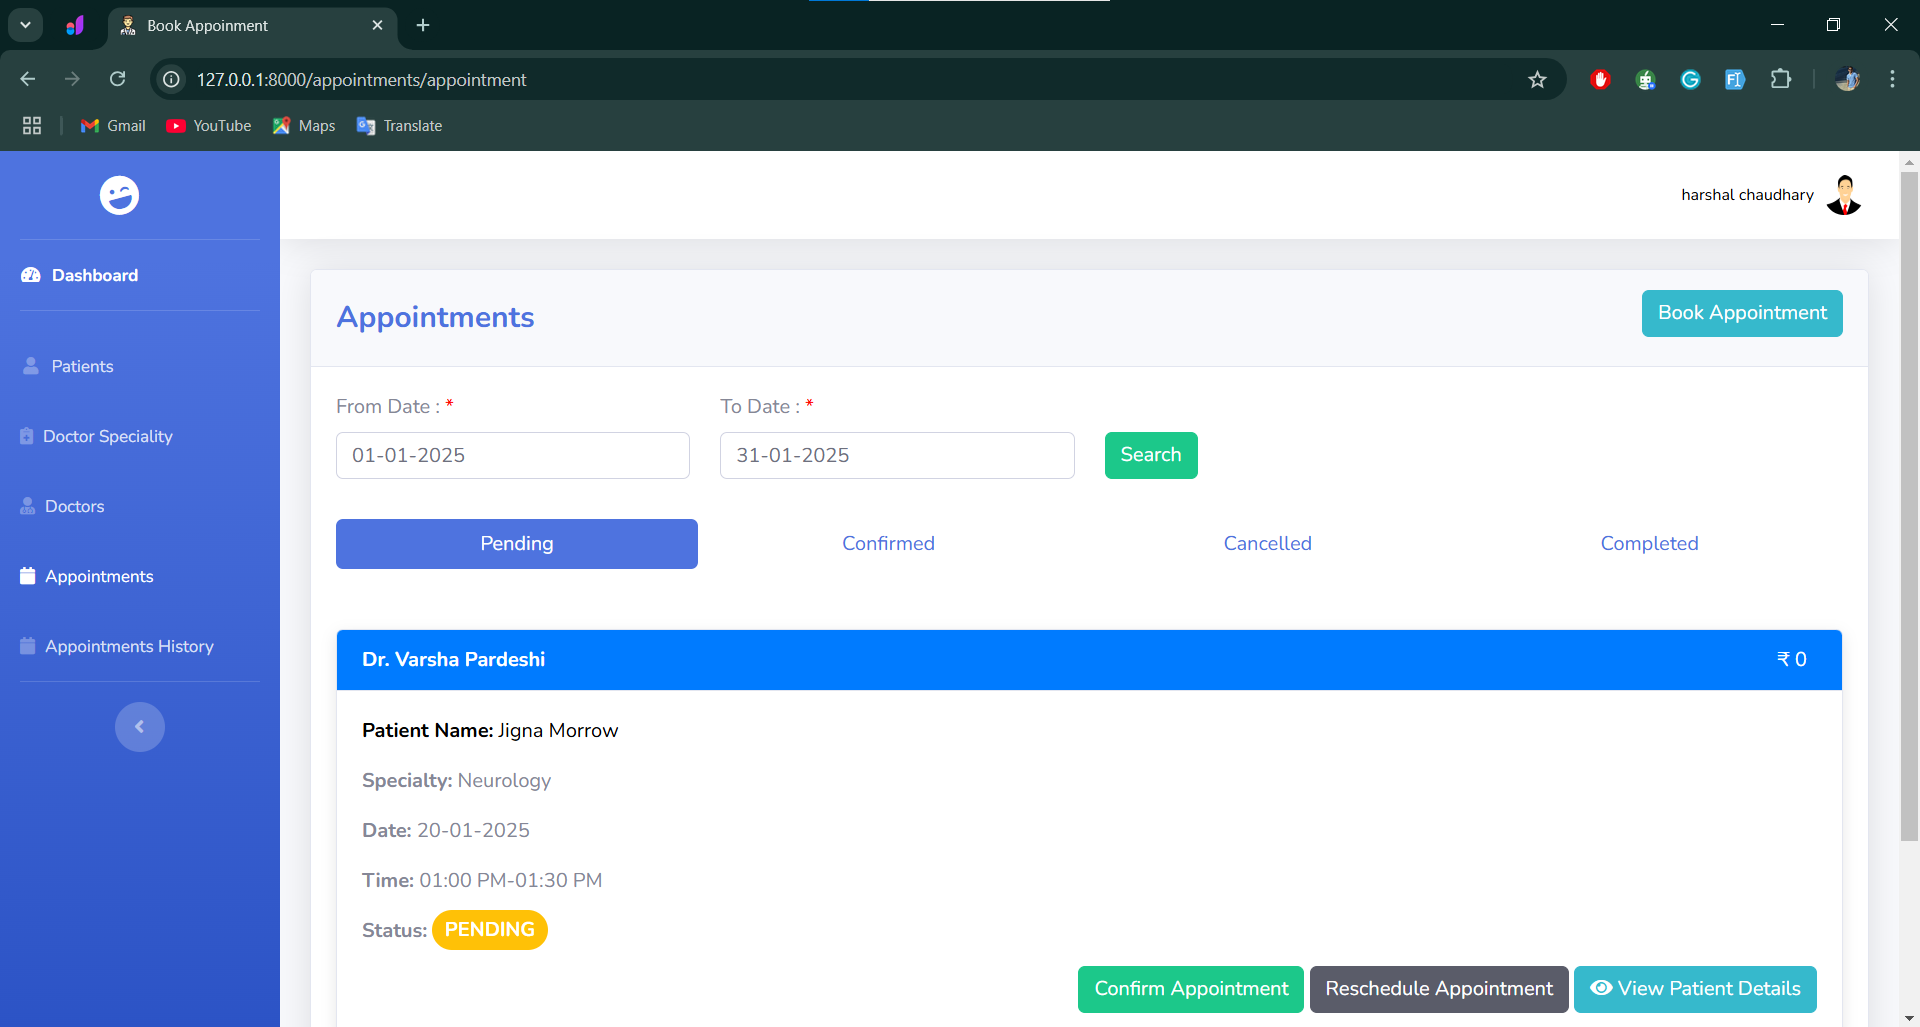 Book Appoinment
127.0.0.1:8000/appointments/appointment
Gmail YouTube Maps Translate
harshal chaudhary
Dashboard
Patients
Doctor Speciality
Doctors
Appointments
Appointments History
Appointments
Book Appointment
From Date : * To Date : *
01-01-2025 31-01-2025 Search
Pending Confirmed Cancelled Completed
Dr. Varsha Pardeshi ₹ 0
Patient Name: Jigna Morrow
Specialty: Neurology
Date: 20-01-2025
Time: 01:00 PM-01:30 PM
Status: PENDING
Confirm Appointment Reschedule Appointment View Patient Details